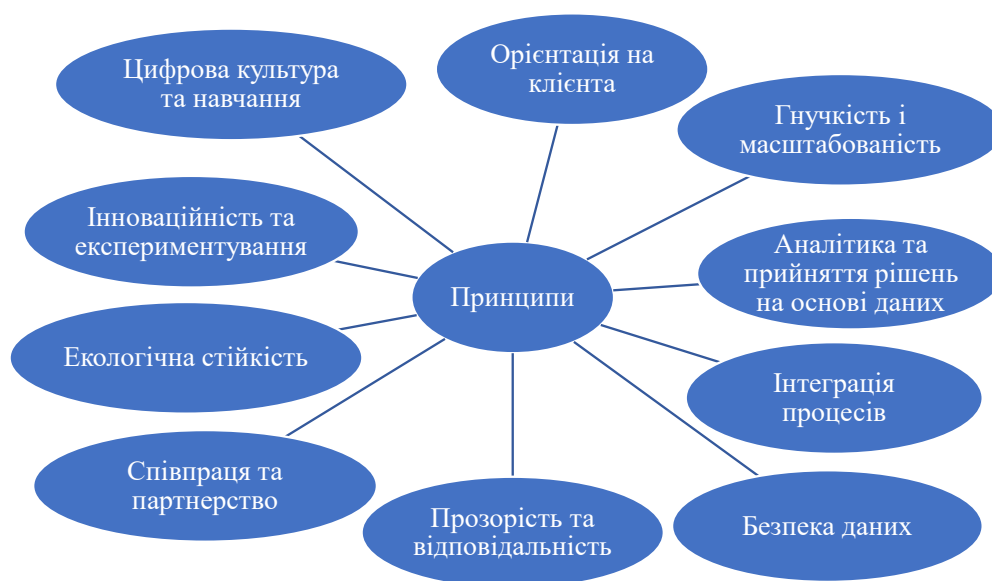 Цифрова культура
та навчання
Орієнтація на
клієнта
Гнучкість і
масштабованість
Інноваційність та
експериментування
Аналітика та
прийняття рішень
на основі даних
Принципи
Екологічна стійкість
Інтеграція
процесів
Співпраця та
партнерство
Прозорість та
відповідальність
Безпека даних